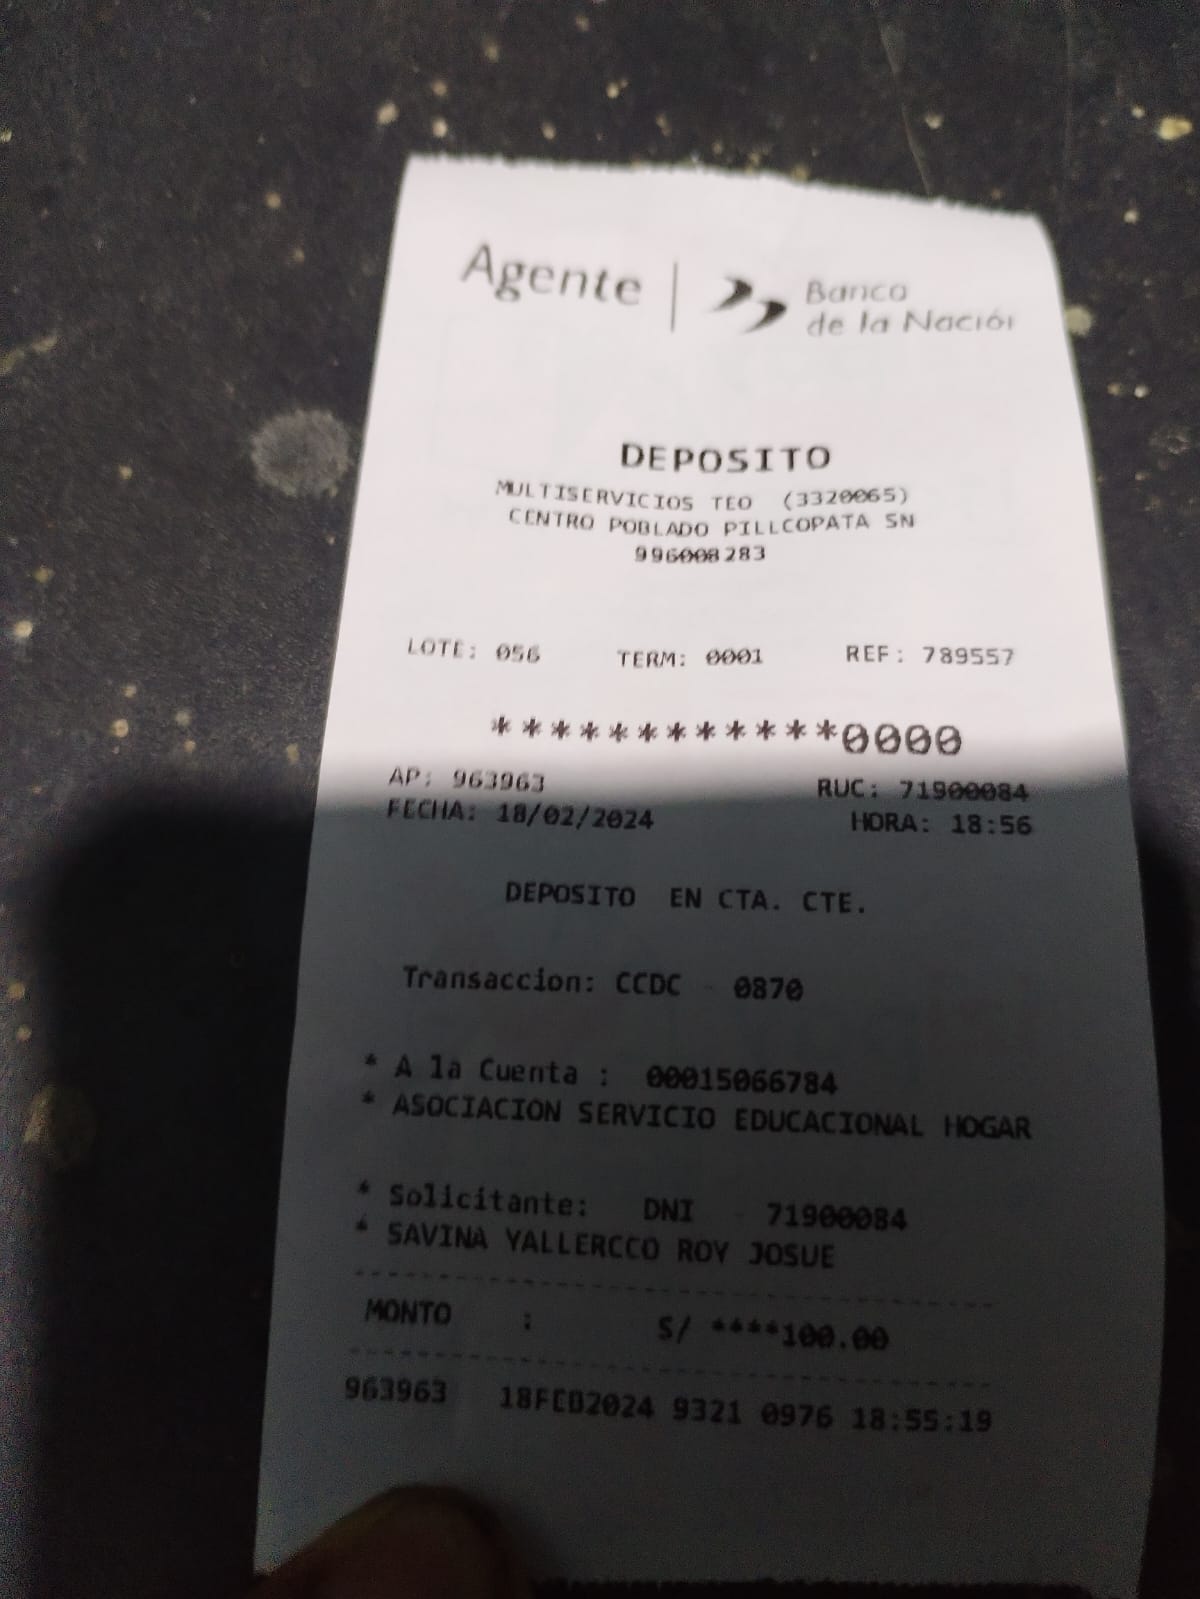 Agente | Banco
de la Nación
DEPOSITO
MULTISERVICIOS TEO (3320065)
CENTRO POBLADO PILLCOPATA SN
996008283
LOTE: 056 TERM: 0001 REF: 789557
************0000
AP: 963963 RUC: 71900084
FECHA: 18/02/2024 HORA: 18:56
DEPOSITO EN CTA. CTE.
Transaccion: CCDC - 0870
* A la Cuenta : 00015066784
* ASOCIACION SERVICIO EDUCACIONAL HOGAR
* Solicitante: DNI - 71900084
* SAVINA YALLERCCO ROY JOSUE
MONTO : S/ ****100.00
963963 18FEB2024 9321 0976 18:55:19